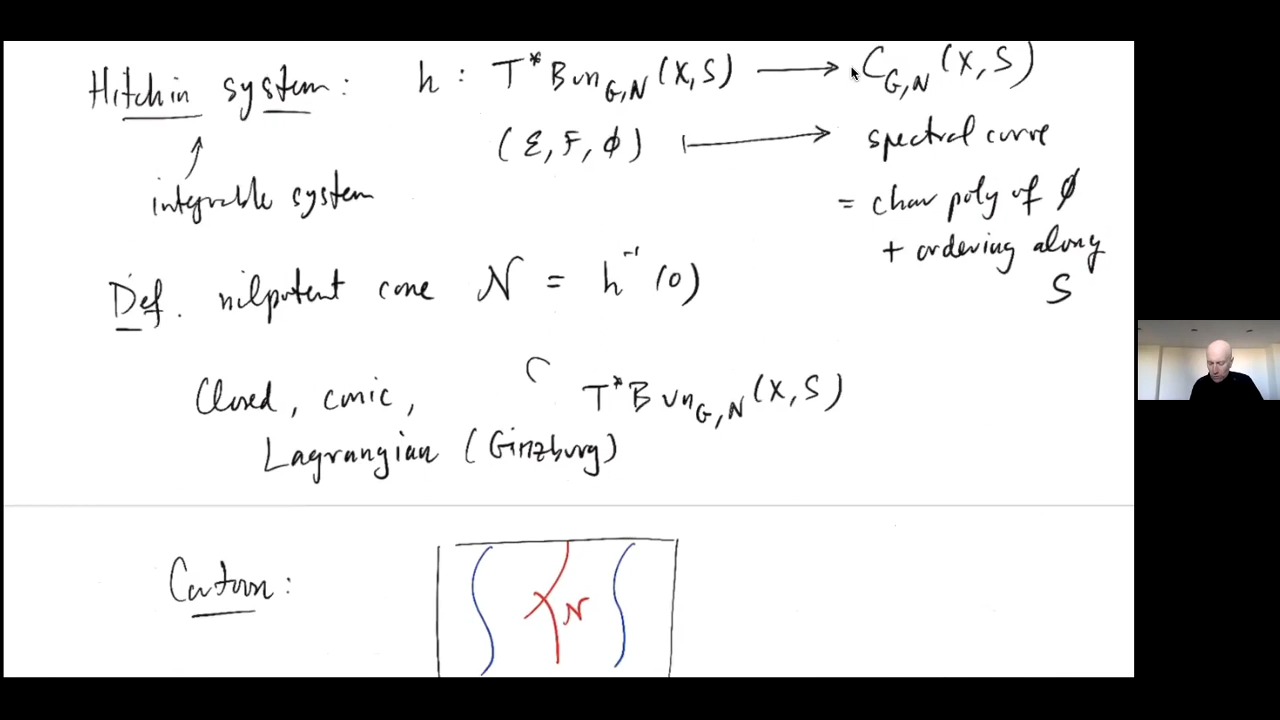 Hitchin system: h : T*Bun_{G,N}(X,S) ⟶ C_{G,N}(X,S)
(ℰ, F, ϕ) ⟼ spectral curve
integrable system
= char poly of ϕ
+ ordering along
S
Def. nilpotent cone 𝒩 = h⁻¹(0)
Closed, conic, T*Bun_{G,N}(X,S)
Lagrangian (Ginzburg)
Cartoon:
𝒩